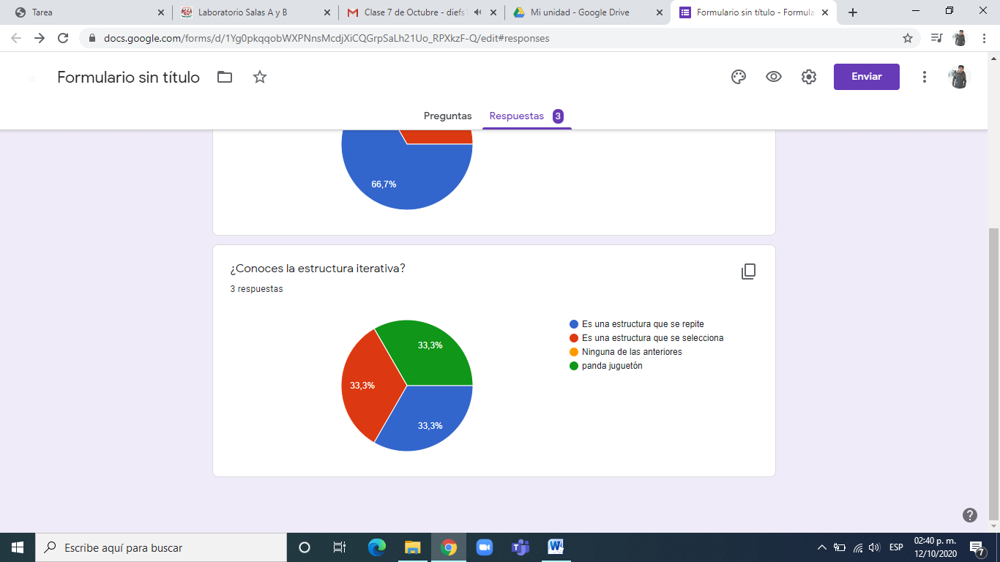 Tarea
Laboratorio Salas A y B
Clase 7 de Octubre - diefs
Mi unidad - Google Drive
Formulario sin título - Formula
docs.google.com/forms/d/1Yg0pkqqobWXPNnsMcdjXiCQGrpSaLh21Uo_RPXkzF-Q/edit#responses
Formulario sin título
Enviar
Preguntas
Respuestas 3
66,7%
¿Conoces la estructura iterativa?
3 respuestas
33,3%
33,3%
33,3%
Es una estructura que se repite
Es una estructura que se selecciona
Ninguna de las anteriores
panda juguetón
Escribe aquí para buscar
ESP
02:40 p. m.
12/10/2020
7